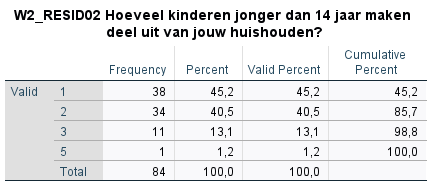 W2_RESID02 Hoeveel kinderen jonger dan 14 jaar maken
deel uit van jouw huishouden?
Frequency Percent Valid Percent Cumulative Percent
Valid 1 38 45,2 45,2 45,2
2 34 40,5 40,5 85,7
3 11 13,1 13,1 98,8
5 1 1,2 1,2 100,0
Total 84 100,0 100,0